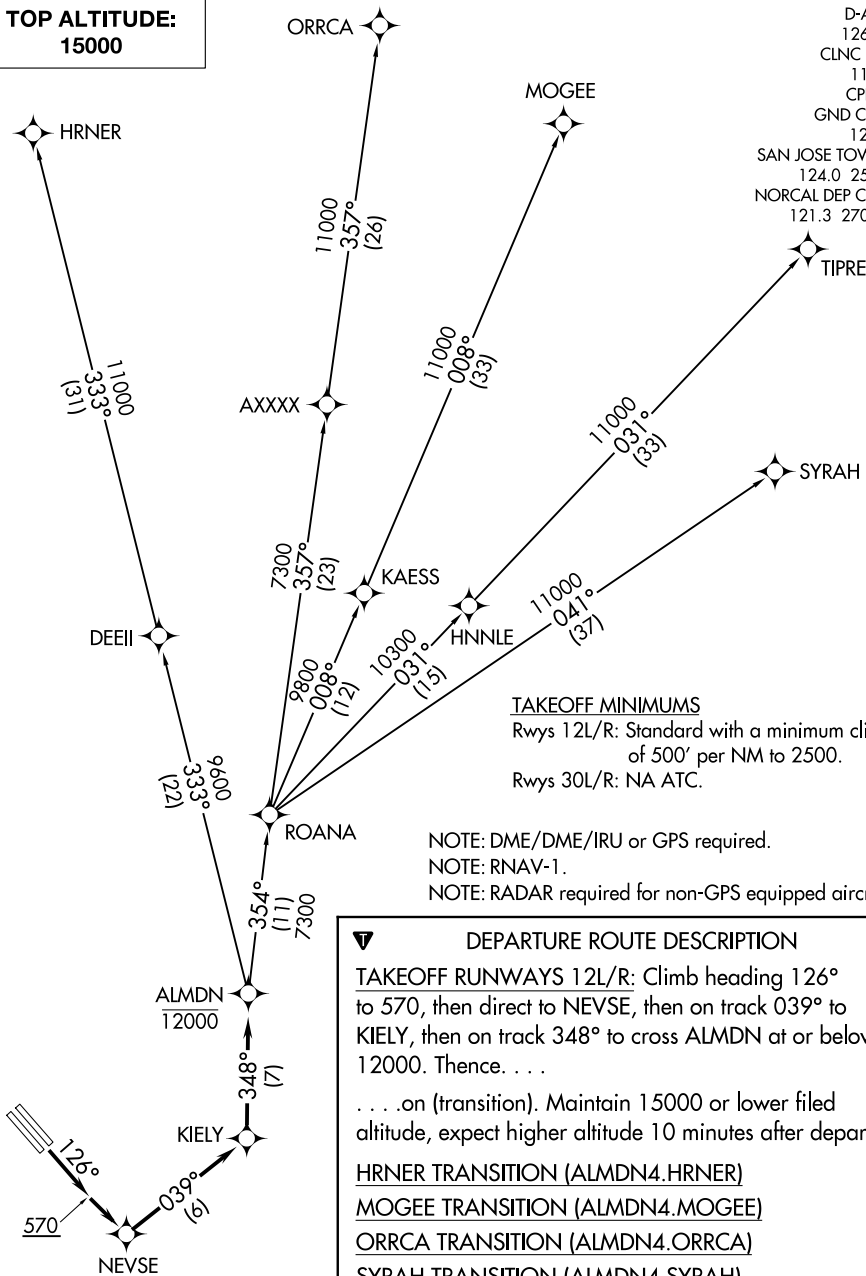 TOP ALTITUDE:
15000
D-A
126
CLNC
11
CP
GND C
12
SAN JOSE TOW
124.0 25
NORCAL DEP C
121.3 270
ORRCA
HRNER
MOGEE
TIPRE
11000
357°
(26)
11000
008°
(33)
11000
333°
(31)
AXXXX
11000
031°
(33)
SYRAH
7300
357°
(23)
KAESS
HNNLE
11000
041°
(37)
DEEII
9800
008°
(12)
10300
031°
(15)
9600
333°
(22)
ROANA
TAKEOFF MINIMUMS
Rwys 12L/R: Standard with a minimum cli
of 500' per NM to 2500.
Rwys 30L/R: NA ATC.
NOTE: DME/DME/IRU or GPS required.
NOTE: RNAV-1.
NOTE: RADAR required for non-GPS equipped airc
354°
(11)
7300
ALMDN
12000
348°
(7)
KIELY
126°
039°
(6)
570
NEVSE
T DEPARTURE ROUTE DESCRIPTION
TAKEOFF RUNWAYS 12L/R: Climb heading 126°
to 570, then direct to NEVSE, then on track 039° to
KIELY, then on track 348° to cross ALMDN at or below
12000. Thence. . . .
. . . .on (transition). Maintain 15000 or lower filed
altitude, expect higher altitude 10 minutes after depar
HRNER TRANSITION (ALMDN4.HRNER)
MOGEE TRANSITION (ALMDN4.MOGEE)
ORRCA TRANSITION (ALMDN4.ORRCA)
SYRAH TRANSITION (ALMDN4.SYRAH)